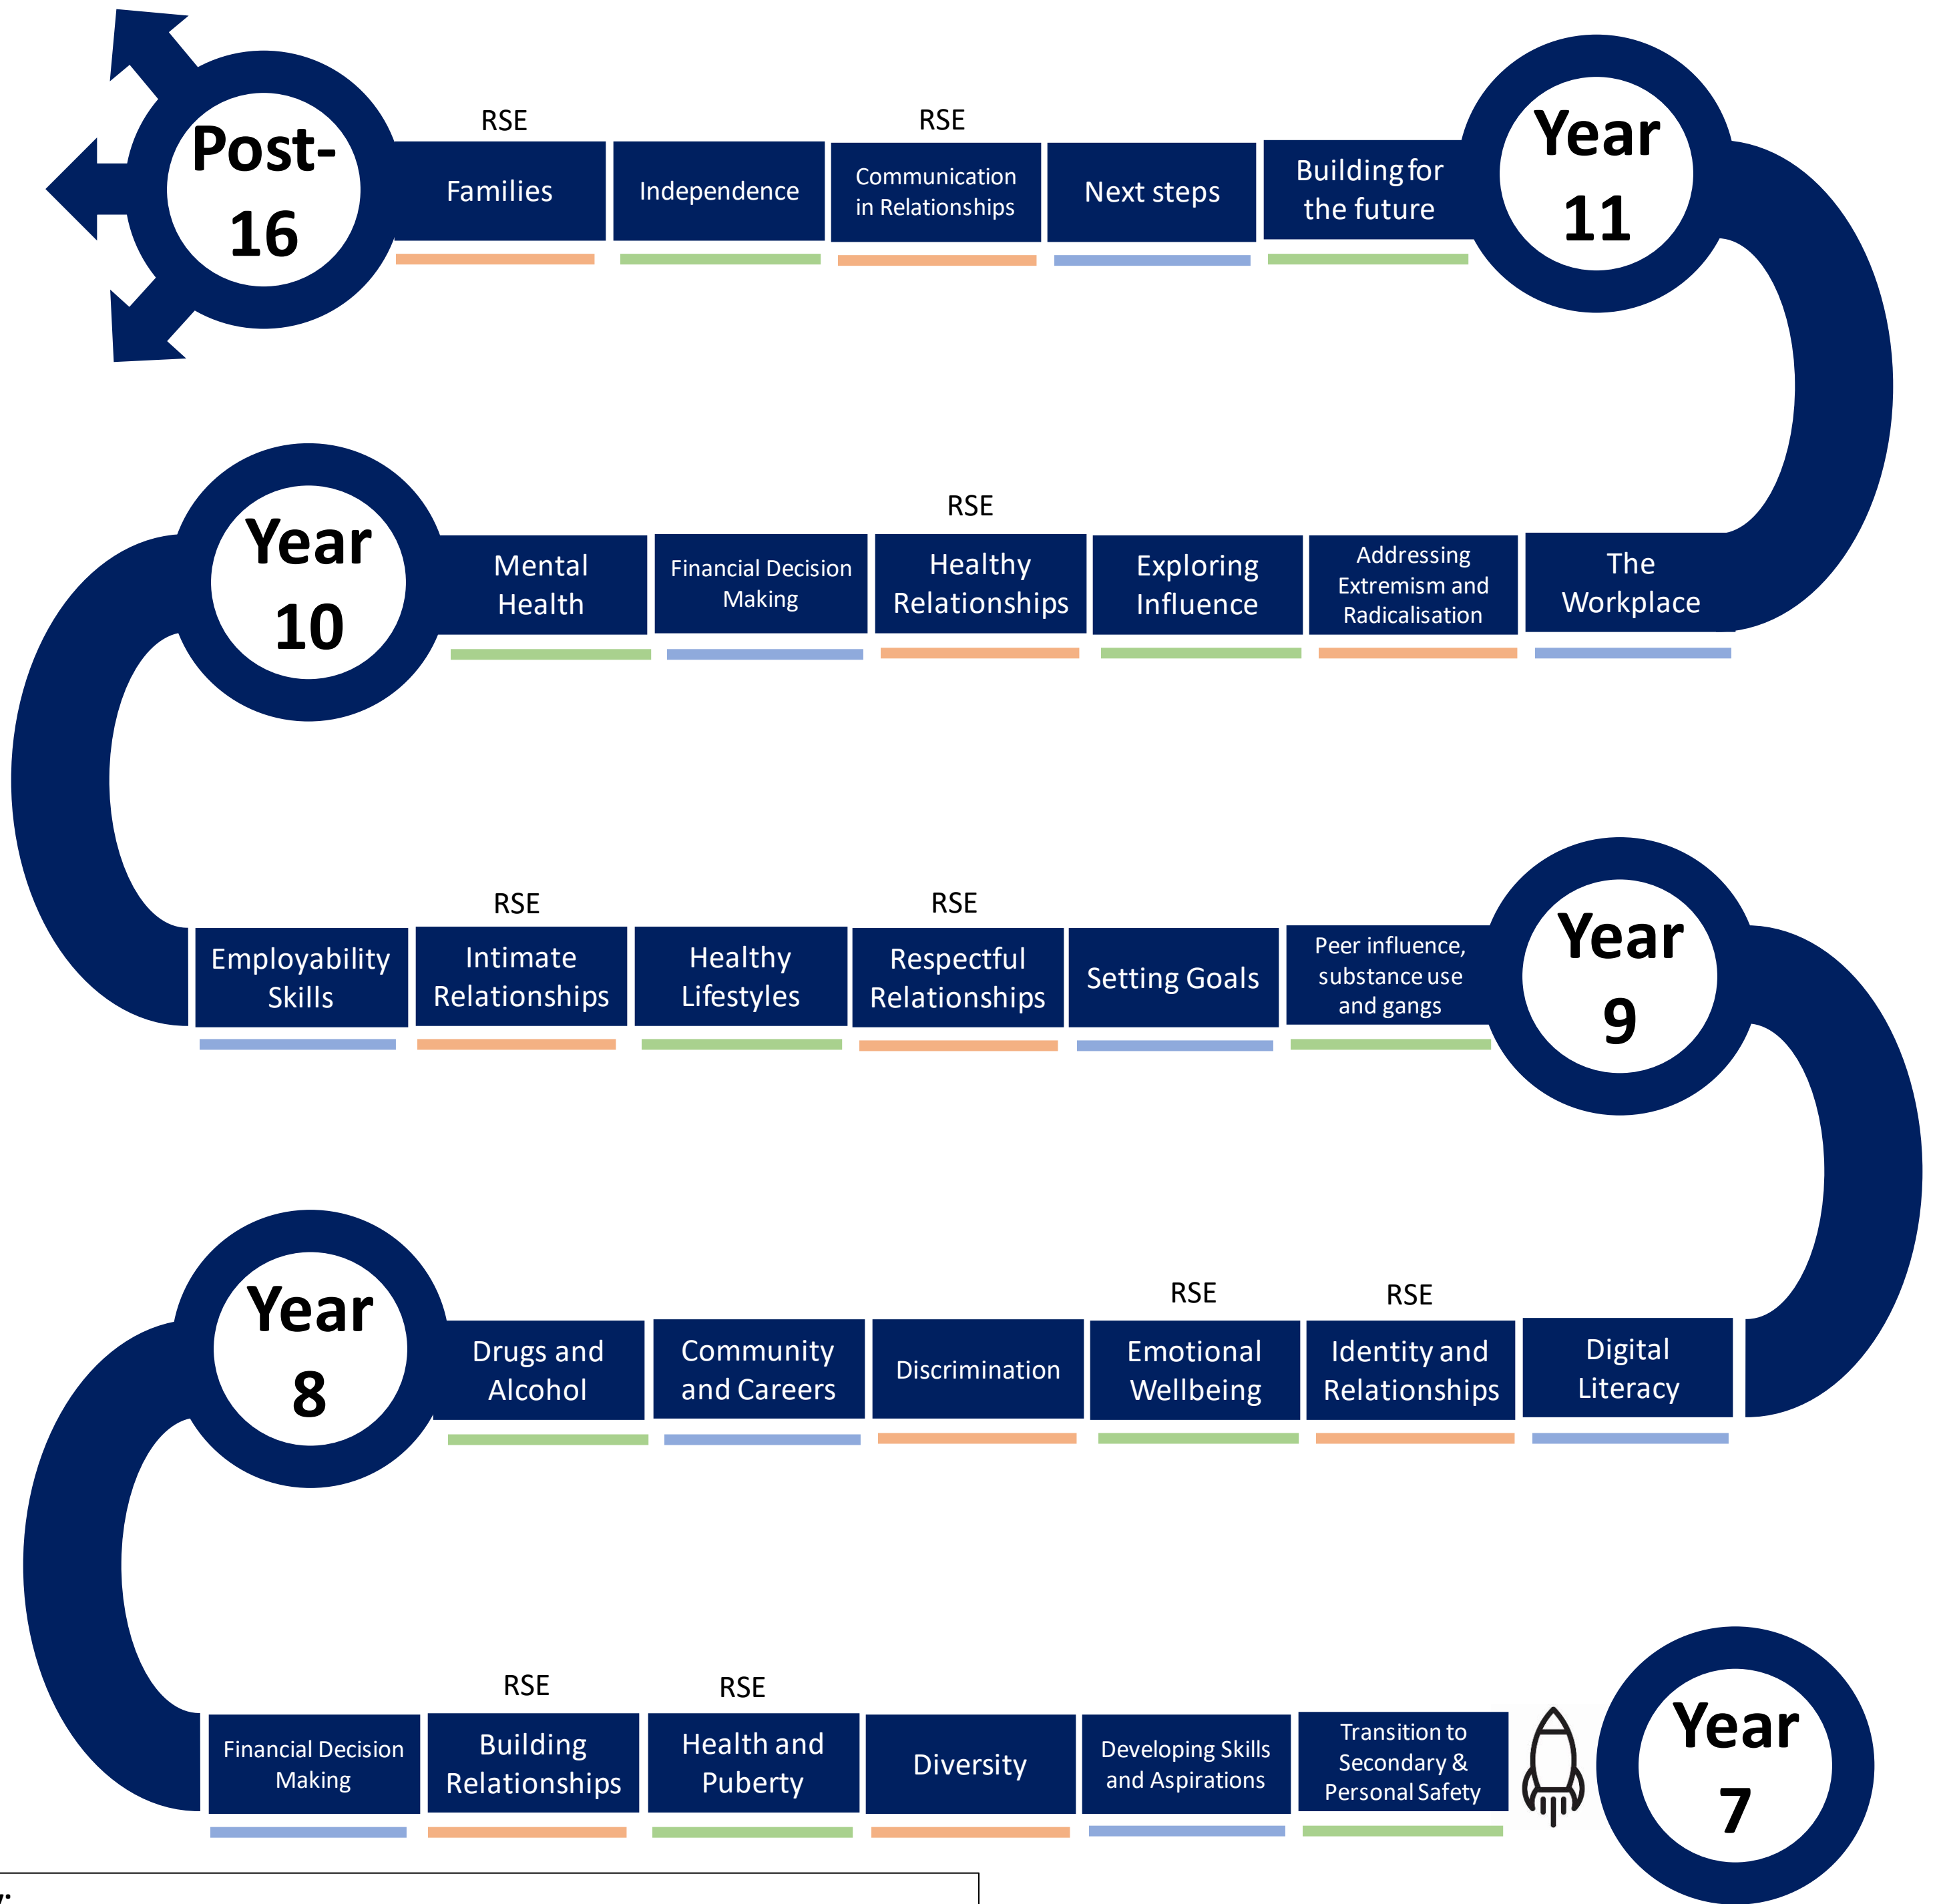 Post-
16
RSE
Families
Independence
RSE
Communication
in Relationships
Next steps
Building for
the future
Year
11
Year
10
Mental
Health
Financial Decision
Making
RSE
Healthy
Relationships
Exploring
Influence
Addressing
Extremism and
Radicalisation
The
Workplace
Employability
Skills
RSE
Intimate
Relationships
Healthy
Lifestyles
RSE
Respectful
Relationships
Setting Goals
Peer influence,
substance use
and gangs
Year
9
Year
8
Drugs and
Alcohol
Community
and Careers
Discrimination
RSE
Emotional
Wellbeing
RSE
Identity and
Relationships
Digital
Literacy
Financial Decision
Making
RSE
Building
Relationships
RSE
Health and
Puberty
Diversity
Developing Skills
and Aspirations
Transition to
Secondary &
Personal Safety
Year
7